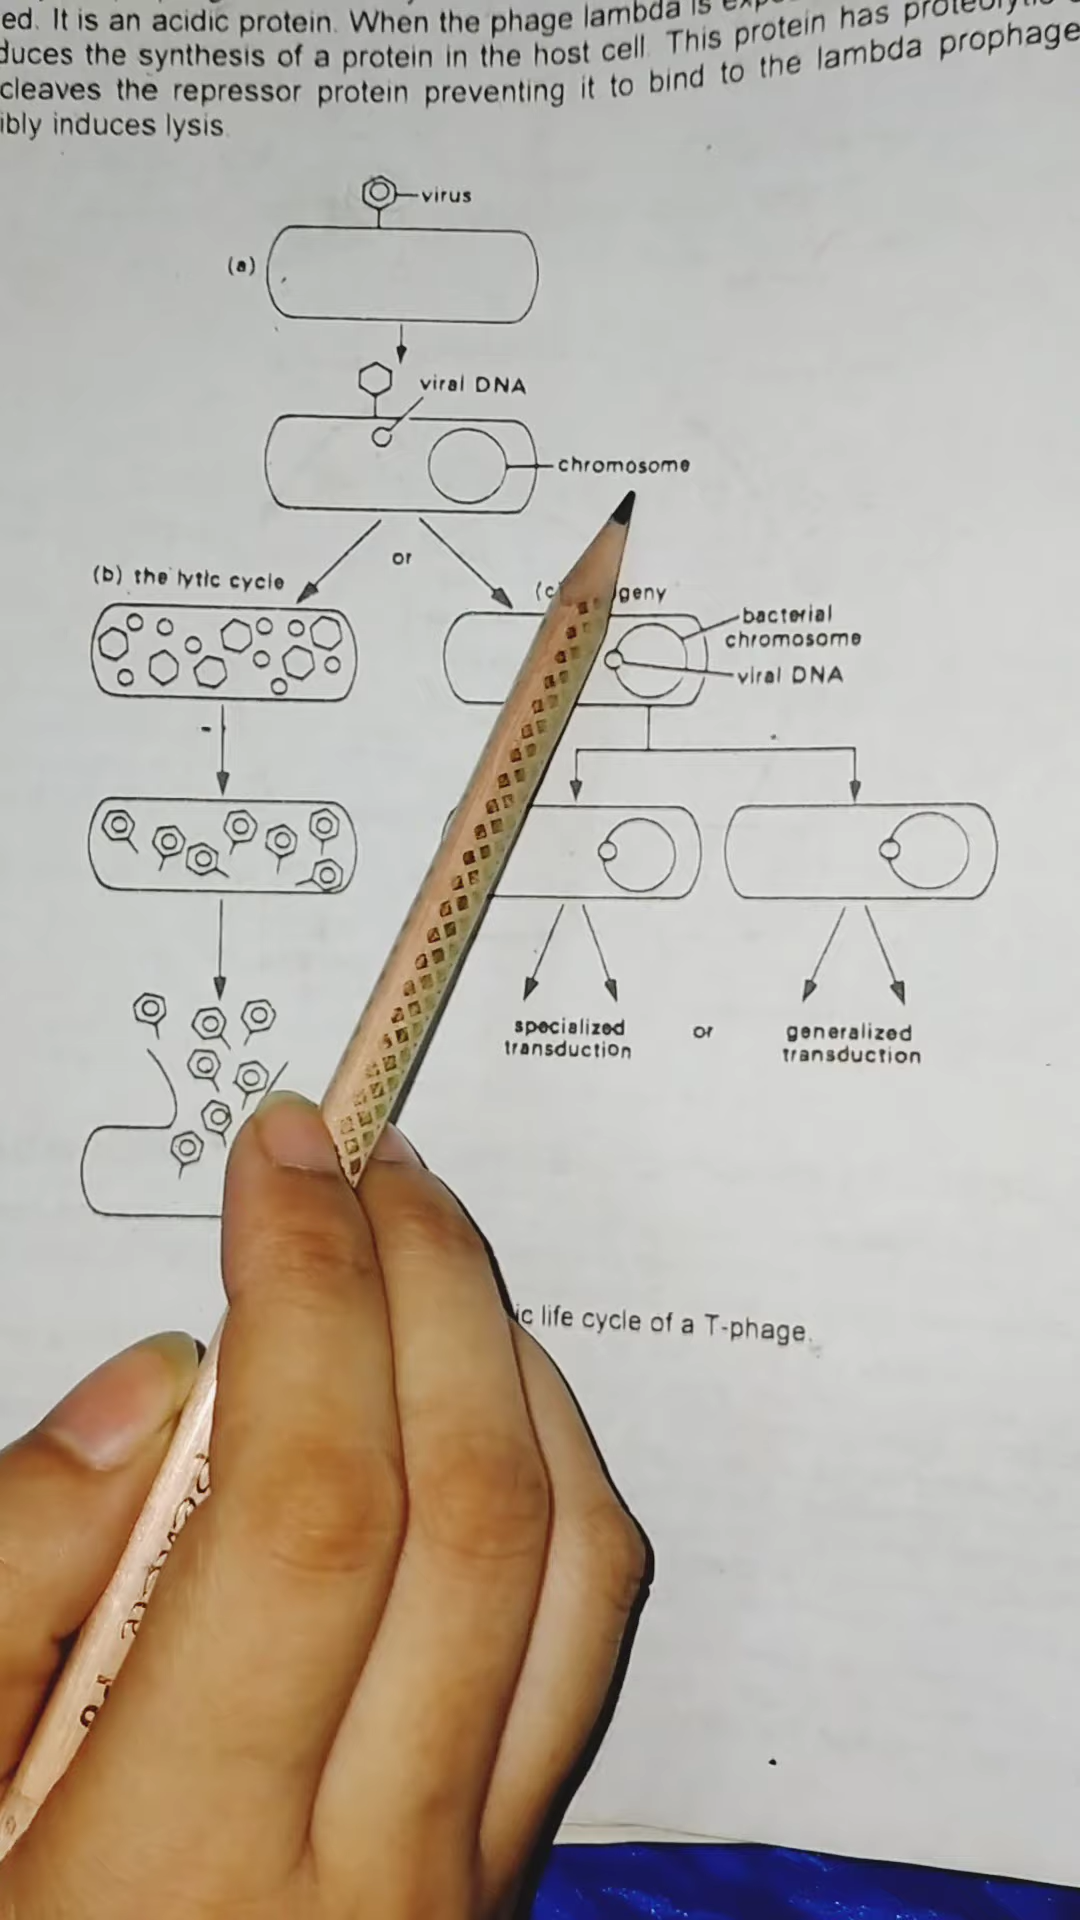 ed. It is an acidic protein. When the phage lambda is
duces the synthesis of a protein in the host cell. This protein has
cleaves the repressor protein preventing it to bind to the lambda prophage
ibly induces lysis.
virus
(a)
viral DNA
chromosome
or
(b) the lytic cycle
(c) geny
bacterial
chromosome
viral DNA
specialized
transduction
or
generalized
transduction
ic life cycle of a T-phage.